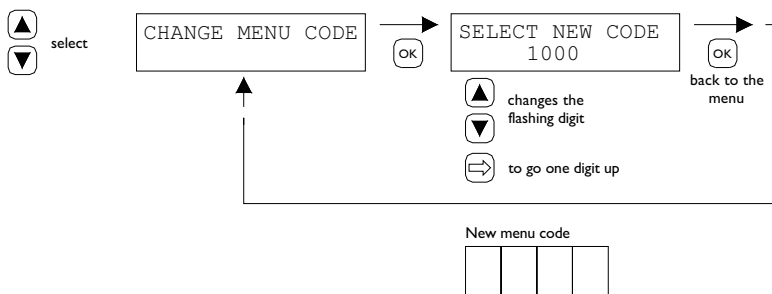 select
CHANGE MENU CODE
OK
SELECT NEW CODE
1000
OK
back to the
menu
changes the
flashing digit
to go one digit up
New menu code